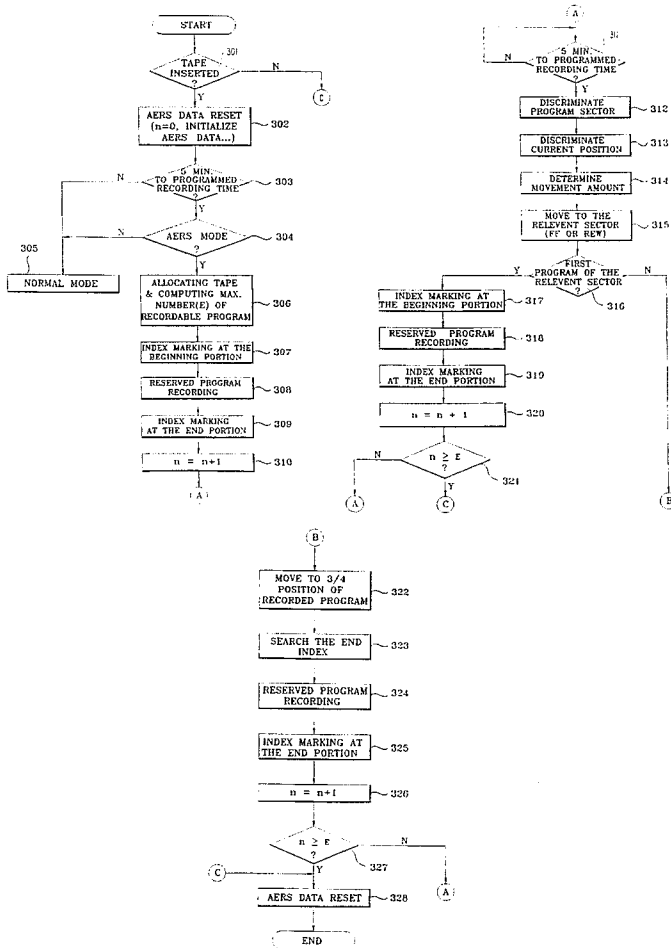 START
301
TAPE
INSERTED
?
N
C
Y
AERS DATA RESET
(n=0, INITIALIZE
AERS DATA...)
302
5 MIN.
TO PROGRAMMED
RECORDING TIME
?
303
N
Y
AERS MODE
?
304
N
Y
305
NORMAL MODE
ALLOCATING TAPE
& COMPUTING MAX.
NUMBER(E) OF
RECORDABLE PROGRAM
306
INDEX MARKING AT THE
BEGINNING PORTION
307
RESERVED PROGRAM
RECORDING
308
INDEX MARKING
AT THE END PORTION
309
n = n+1
310
A
A
5 MIN.
TO PROGRAMMED
RECORDING TIME
?
N
Y
DISCRIMINATE
PROGRAM SECTOR
312
DISCRIMINATE
CURRENT POSITION
313
DETERMINE
MOVEMENT AMOUNT
314
MOVE TO THE
RELEVENT SECTOR
(FF OR REW)
315
FIRST
PROGRAM OF THE
RELEVENT SECTOR
?
316
Y
N
INDEX MARKING AT
THE BEGINNING PORTION
317
RESERVED PROGRAM
RECORDING
318
INDEX MARKING
AT THE END PORTION
319
n = n + 1
320
n ≥ E
?
321
N
Y
A
C
B
B
MOVE TO 3/4
POSITION OF
RECORDED PROGRAM
322
SEARCH THE END
INDEX
323
RESERVED PROGRAM
RECORDING
324
INDEX MARKING AT
THE END PORTION
325
n = n+1
326
n ≥ E
?
327
N
Y
C
A
AERS DATA RESET
328
END